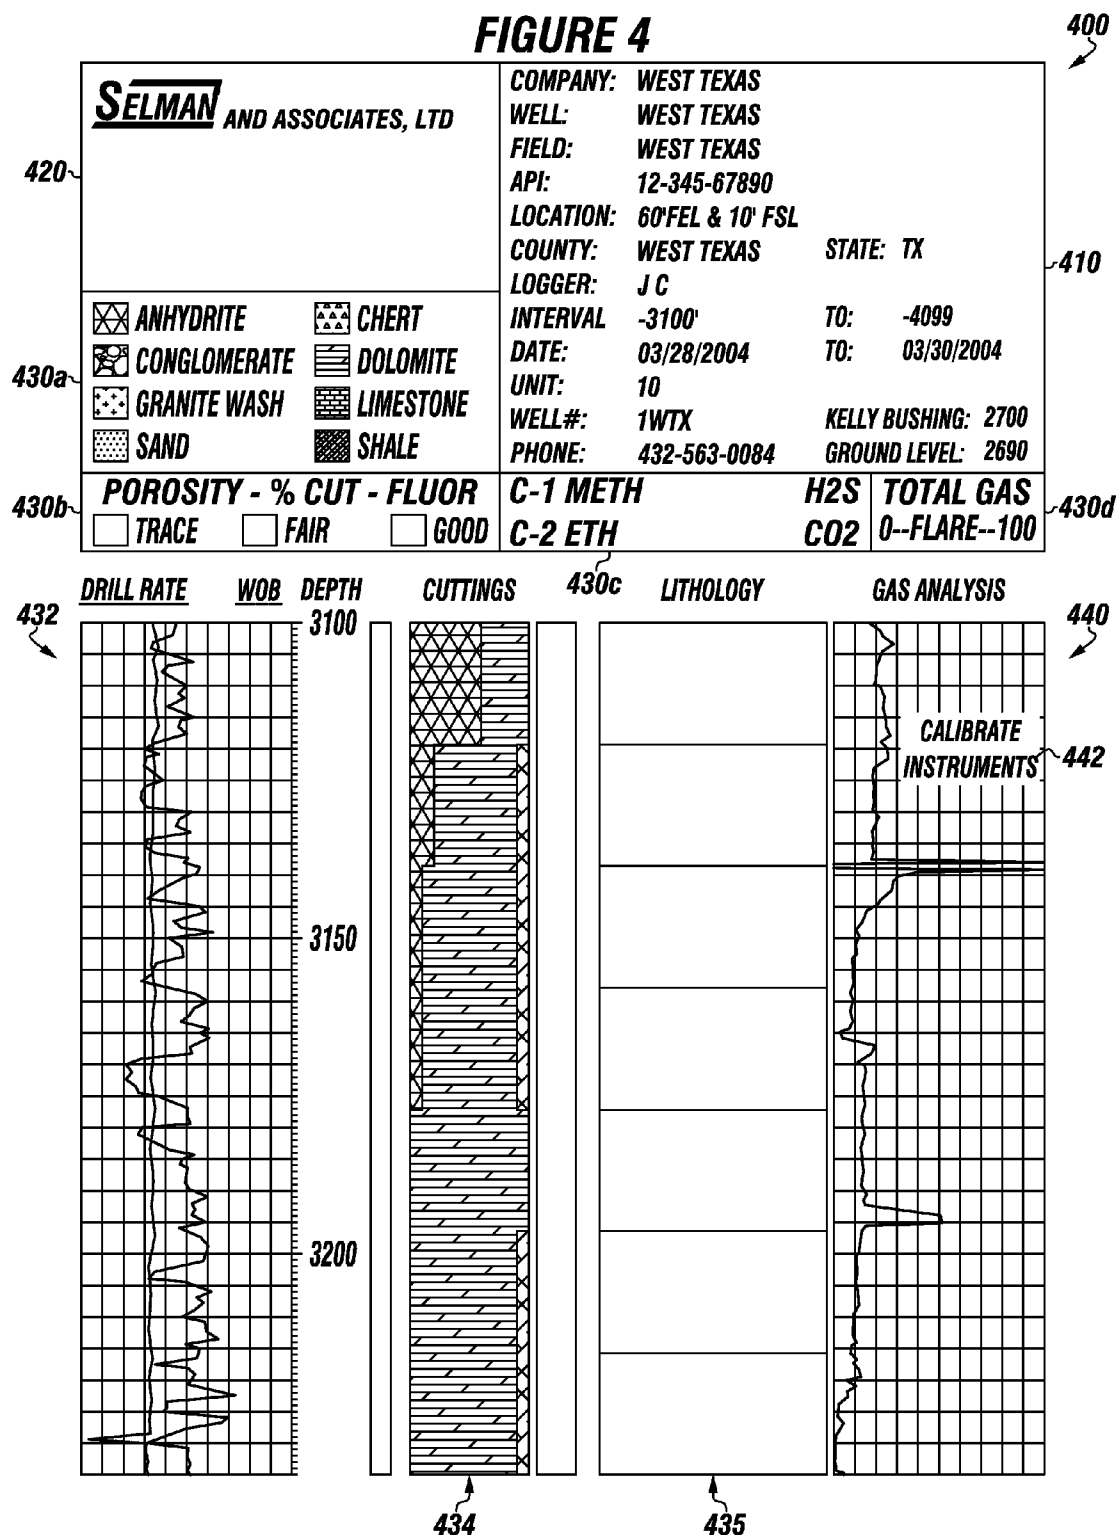 FIGURE 4
400
SELMAN AND ASSOCIATES, LTD
420
COMPANY: WEST TEXAS
WELL: WEST TEXAS
FIELD: WEST TEXAS
API: 12-345-67890
LOCATION: 60'FEL & 10' FSL
COUNTY: WEST TEXAS STATE: TX
LOGGER: J C
INTERVAL -3100' TO: -4099
DATE: 03/28/2004 TO: 03/30/2004
UNIT: 10
WELL#: 1WTX KELLY BUSHING: 2700
PHONE: 432-563-0084 GROUND LEVEL: 2690
410
ANHYDRITE CHERT
CONGLOMERATE DOLOMITE
430a
GRANITE WASH LIMESTONE
SAND SHALE
430b
POROSITY - % CUT - FLUOR
TRACE FAIR GOOD
C-1 METH H2S
C-2 ETH CO2
TOTAL GAS
0--FLARE--100
430d
430c
DRILL RATE WOB DEPTH CUTTINGS LITHOLOGY GAS ANALYSIS
432
3100
440
CALIBRATE
INSTRUMENTS
442
3150
3200
434
435